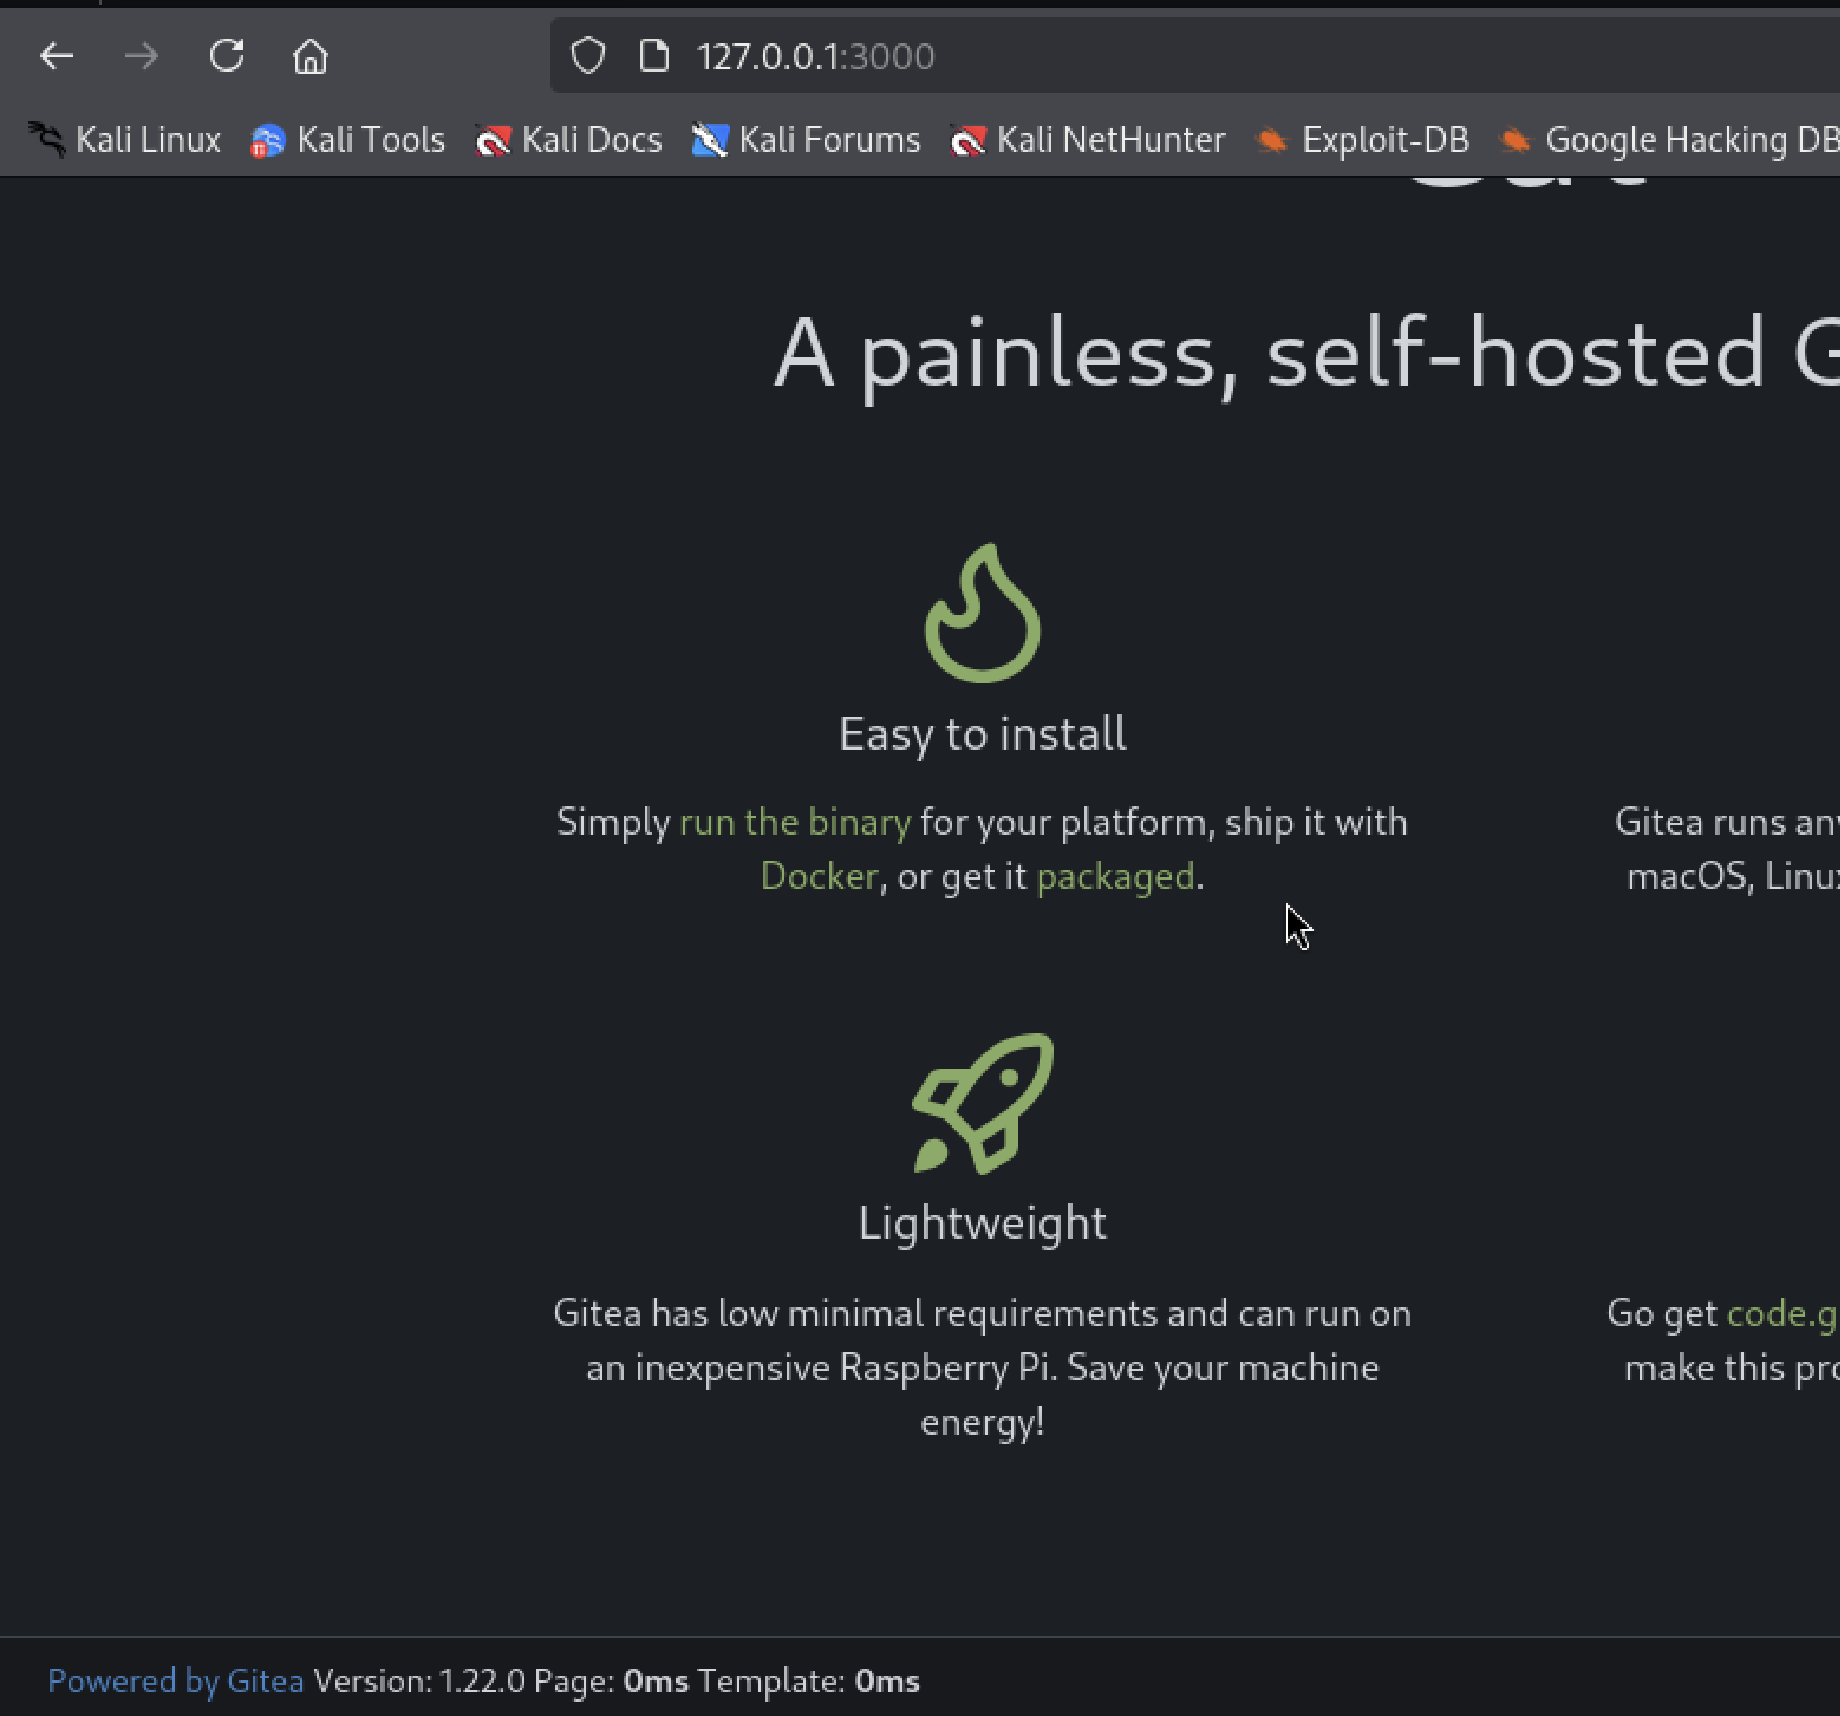 127.0.0.1:3000
Kali Linux Kali Tools Kali Docs Kali Forums Kali NetHunter Exploit-DB Google Hacking DB
A painless, self-hosted G
Easy to install
Simply run the binary for your platform, ship it with
Docker, or get it packaged.
Gitea runs any
macOS, Linux
Lightweight
Gitea has low minimal requirements and can run on
an inexpensive Raspberry Pi. Save your machine
energy!
Go get code.g
make this pro
Powered by Gitea Version: 1.22.0 Page: 0ms Template: 0ms